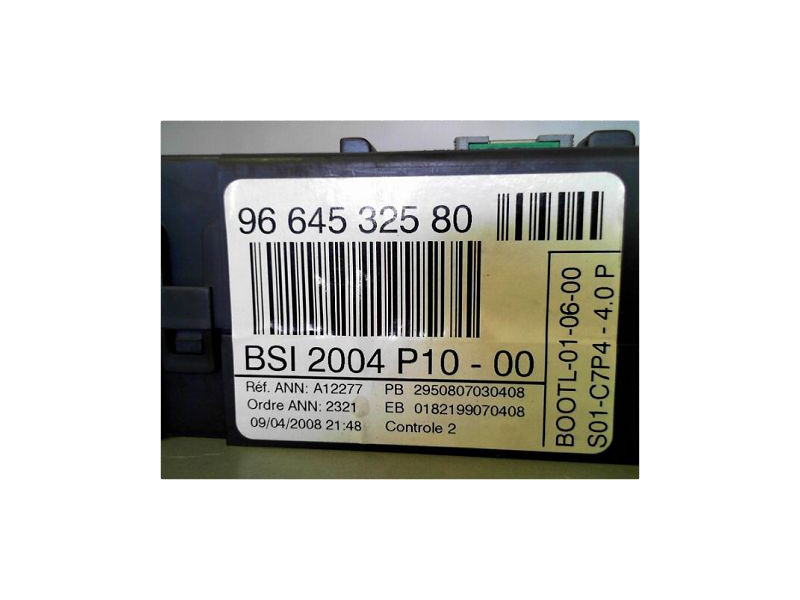 96 645 325 80
BSI 2004 P10 - 00
Réf. ANN: A12277 PB 2950807030408
Ordre ANN: 2321 EB 0182199070408
09/04/2008 21:48 Controle 2
BOOTL-01-06-00
S01-C7P4 - 4.0 P